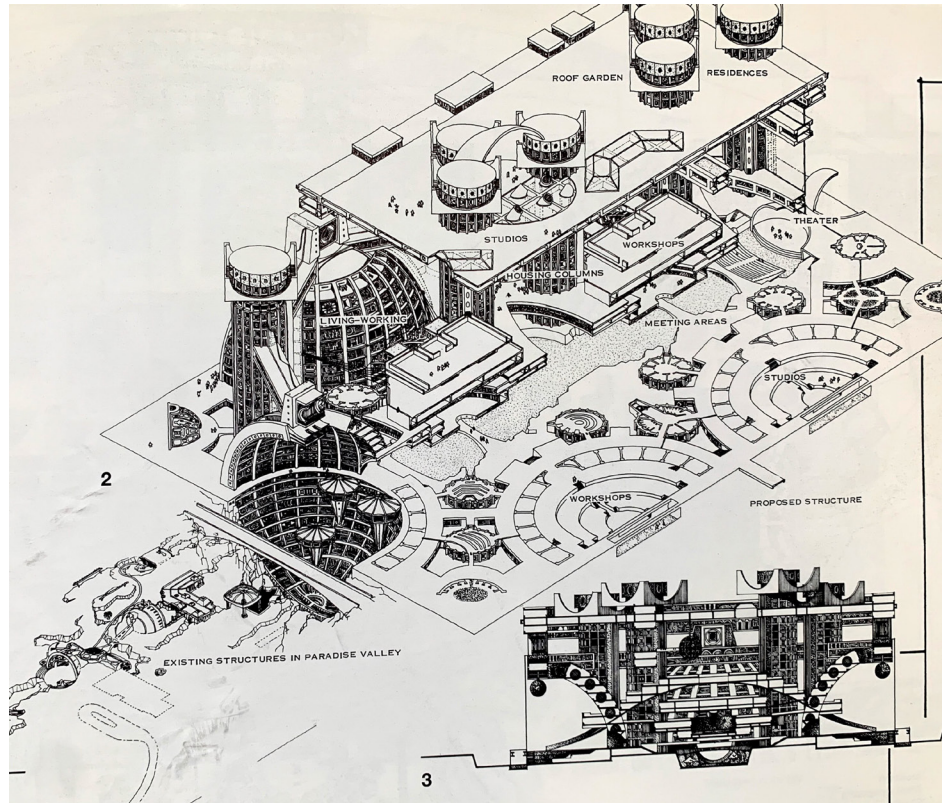 ROOF GARDEN
RESIDENCES
THEATER
STUDIOS
WORKSHOPS
HOUSING COLUMNS
LIVING-WORKING
MEETING AREAS
STUDIOS
2
WORKSHOPS
PROPOSED STRUCTURE
EXISTING STRUCTURES IN PARADISE VALLEY
3